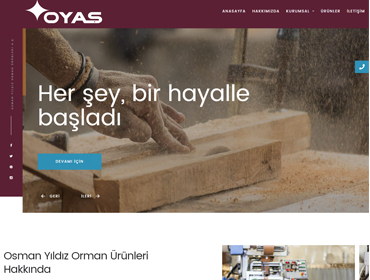 OYAS
ANASAYFA HAKKIMIZDA KURUMSAL ÜRÜNLER İLETİŞİM
Her şey, bir hayalle
başladı
DEVAMI İÇİN
GERİ İLERİ
Osman Yıldız Orman Ürünleri
Hakkında